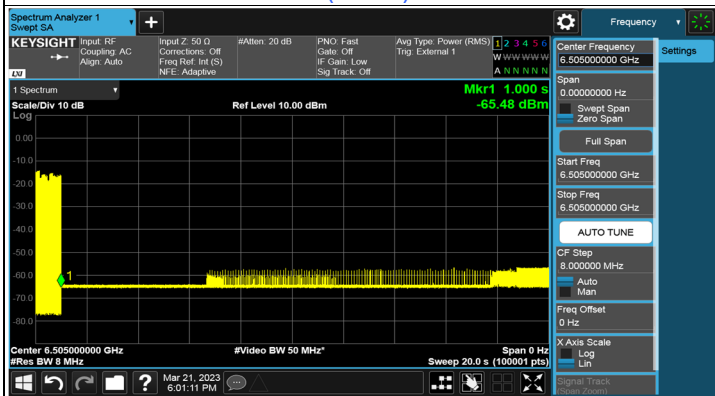 Spectrum Analyzer 1
Swept SA
Frequency
KEYSIGHT
Input: RF
Coupling: AC
Align: Auto
Input Z: 50 Ω
Corrections: Off
Freq Ref: Int (S)
NFE: Adaptive
#Atten: 20 dB
PNO: Fast
Gate: Off
IF Gain: Low
Sig Track: Off
Avg Type: Power (RMS)
Trig: External 1
1 2 3 4 5 6
W W W W W W
A N N N N N
LXI
1 Spectrum
Mkr1 1.000 s
Scale/Div 10 dB
Ref Level 10.00 dBm
-65.48 dBm
Log
0.00
-10.0
-20.0
-30.0
-40.0
-50.0
-60.0
-70.0
-80.0
1
Center 6.505000000 GHz
#Video BW 50 MHz*
Span 0 Hz
#Res BW 8 MHz
Sweep 20.0 s (100001 pts)
Mar 21, 2023
6:01:11 PM
?
Center Frequency
6.505000000 GHz
Settings
Span
0.00000000 Hz
Swept Span
Zero Span
Full Span
Start Freq
6.505000000 GHz
Stop Freq
6.505000000 GHz
AUTO TUNE
CF Step
8.000000 MHz
Auto
Man
Freq Offset
0 Hz
X Axis Scale
Log
Lin
Signal Track
(Span Zoom)